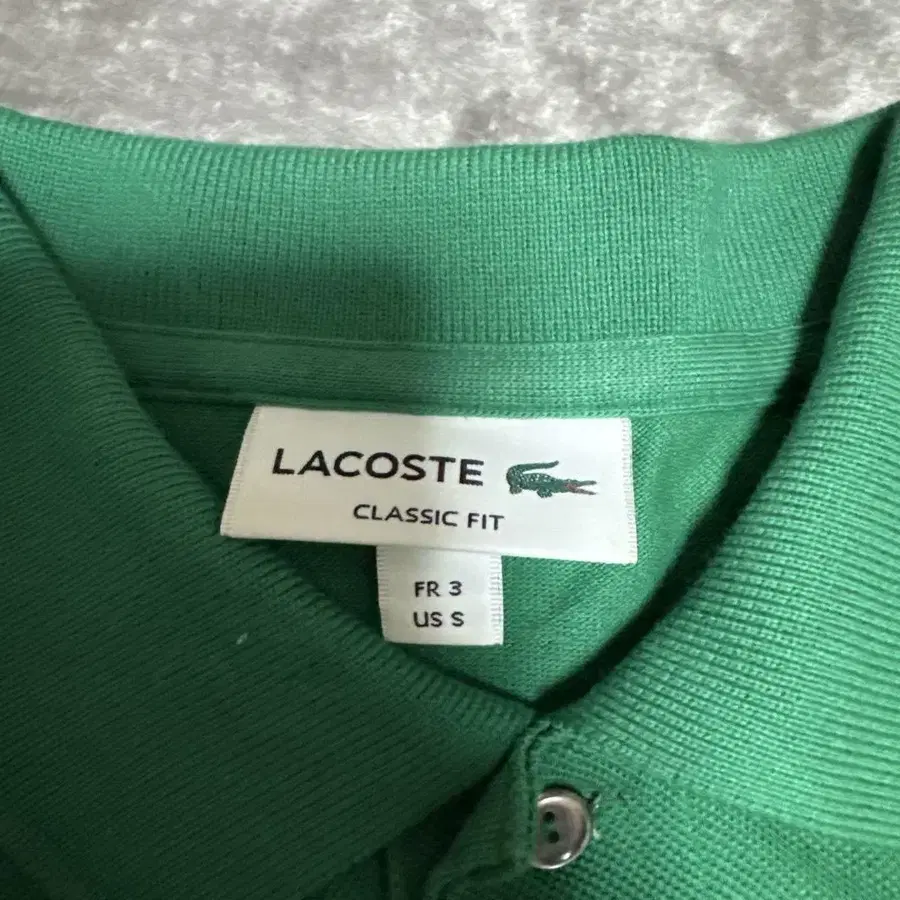 LACOSTE
CLASSIC FIT
FR 3
US S